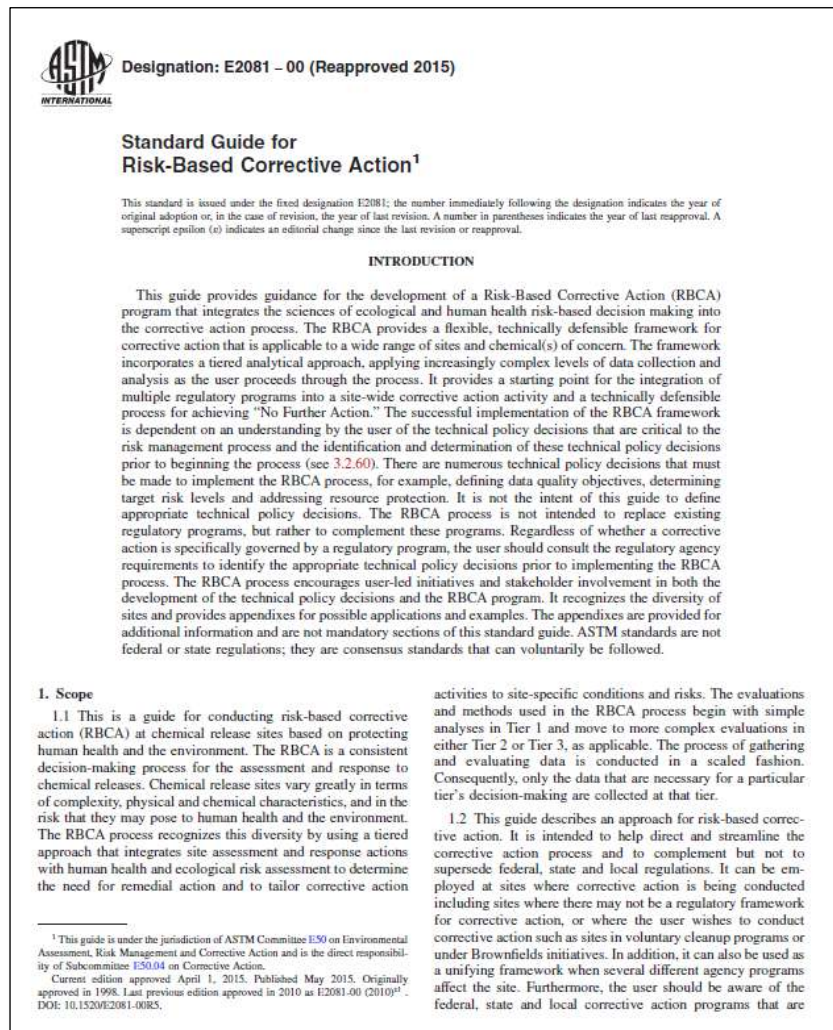 ASTM
INTERNATIONAL
Designation: E2081 – 00 (Reapproved 2015)
Standard Guide for
Risk-Based Corrective Action¹
This standard is issued under the fixed designation E2081; the number immediately following the designation indicates the year of
original adoption or, in the case of revision, the year of last revision. A number in parentheses indicates the year of last reapproval. A
superscript epsilon (ε) indicates an editorial change since the last revision or reapproval.
INTRODUCTION
This guide provides guidance for the development of a Risk-Based Corrective Action (RBCA)
program that integrates the sciences of ecological and human health risk-based decision making into
the corrective action process. The RBCA provides a flexible, technically defensible framework for
corrective action that is applicable to a wide range of sites and chemical(s) of concern. The framework
incorporates a tiered analytical approach, applying increasingly complex levels of data collection and
analysis as the user proceeds through the process. It provides a starting point for the integration of
multiple regulatory programs into a site-wide corrective action activity and a technically defensible
process for achieving “No Further Action.” The successful implementation of the RBCA framework
is dependent on an understanding by the user of the technical policy decisions that are critical to the
risk management process and the identification and determination of these technical policy decisions
prior to beginning the process (see 3.2.60). There are numerous technical policy decisions that must
be made to implement the RBCA process, for example, defining data quality objectives, determining
target risk levels and addressing resource protection. It is not the intent of this guide to define
appropriate technical policy decisions. The RBCA process is not intended to replace existing
regulatory programs, but rather to complement these programs. Regardless of whether a corrective
action is specifically governed by a regulatory program, the user should consult the regulatory agency
requirements to identify the appropriate technical policy decisions prior to implementing the RBCA
process. The RBCA process encourages user-led initiatives and stakeholder involvement in both the
development of the technical policy decisions and the RBCA program. It recognizes the diversity of
sites and provides appendixes for possible applications and examples. The appendixes are provided for
additional information and are not mandatory sections of this standard guide. ASTM standards are not
federal or state regulations; they are consensus standards that can voluntarily be followed.
1. Scope
1.1 This is a guide for conducting risk-based corrective
action (RBCA) at chemical release sites based on protecting
human health and the environment. The RBCA is a consistent
decision-making process for the assessment and response to
chemical releases. Chemical release sites vary greatly in terms
of complexity, physical and chemical characteristics, and in the
risk that they may pose to human health and the environment.
The RBCA process recognizes this diversity by using a tiered
approach that integrates site assessment and response actions
with human health and ecological risk assessment to determine
the need for remedial action and to tailor corrective action
¹ This guide is under the jurisdiction of ASTM Committee E50 on Environmental
Assessment, Risk Management and Corrective Action and is the direct responsibil-
ity of Subcommittee E50.04 on Corrective Action.
Current edition approved April 1, 2015. Published May 2015. Originally
approved in 1998. Last previous edition approved in 2010 as E2081-00 (2010)ε1 .
DOI: 10.1520/E2081-00R5.
activities to site-specific conditions and risks. The evaluations
and methods used in the RBCA process begin with simple
analyses in Tier 1 and move to more complex evaluations in
either Tier 2 or Tier 3, as applicable. The process of gathering
and evaluating data is conducted in a scaled fashion.
Consequently, only the data that are necessary for a particular
tier’s decision-making are collected at that tier.
1.2 This guide describes an approach for risk-based correc-
tive action. It is intended to help direct and streamline the
corrective action process and to complement but not to
supersede federal, state and local regulations. It can be em-
ployed at sites where corrective action is being conducted
including sites where there may not be a regulatory framework
for corrective action, or where the user wishes to conduct
corrective action such as sites in voluntary cleanup programs or
under Brownfields initiatives. In addition, it can also be used as
a unifying framework when several different agency programs
affect the site. Furthermore, the user should be aware of the
federal, state and local corrective action programs that are